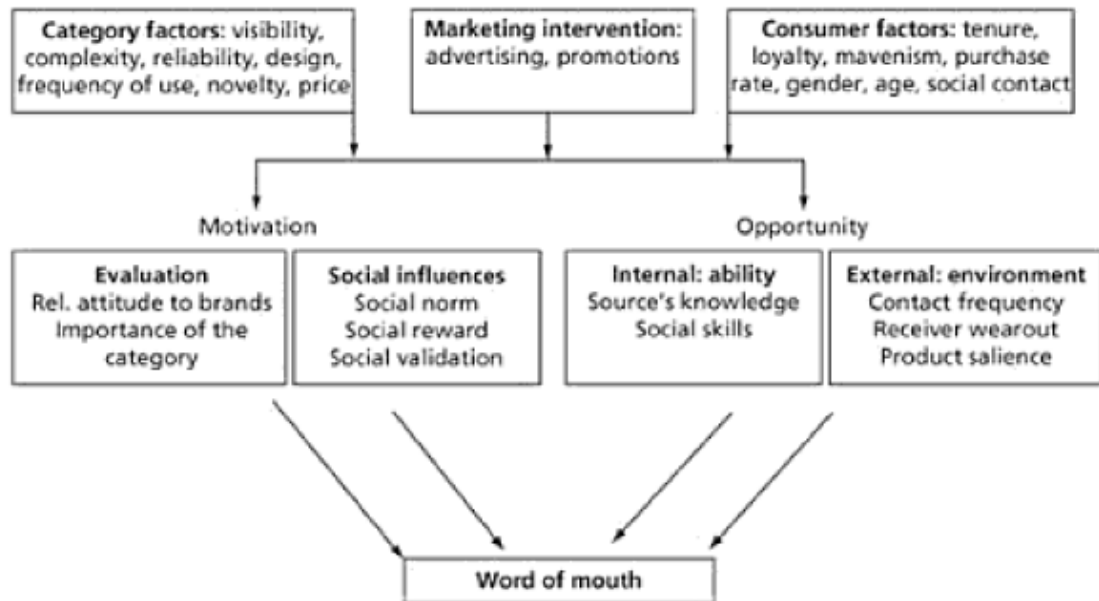 Category factors: visibility,
complexity, reliability, design,
frequency of use, novelty, price
Marketing intervention:
advertising, promotions
Consumer factors: tenure,
loyalty, mavenism, purchase
rate, gender, age, social contact
Motivation
Opportunity
Evaluation
Rel. attitude to brands
Importance of the
category
Social influences
Social norm
Social reward
Social validation
Internal: ability
Source's knowledge
Social skills
External: environment
Contact frequency
Receiver wearout
Product salience
Word of mouth